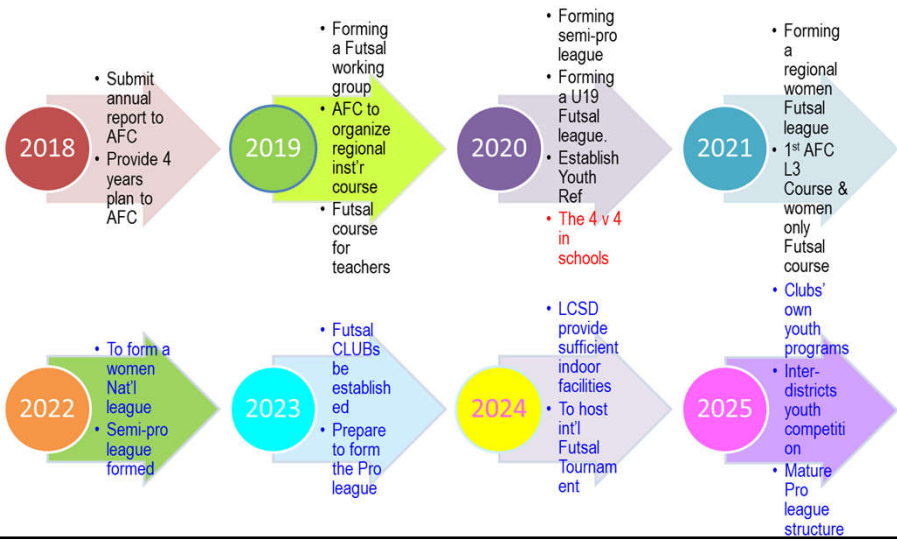 2018
• Submit
annual
report to
AFC
• Provide 4
years
plan to
AFC
2019
• Forming
a Futsal
working
group
• AFC to
organize
regional
inst'r
course
• Futsal
course
for
teachers
2020
• Forming
semi-pro
league
• Forming
a U19
Futsal
league.
• Establish
Youth
Ref
• The 4 v 4
in
schools
2021
• Forming
a
regional
women
Futsal
league
• 1st AFC
L3
Course &
women
only
Futsal
course
2022
• To form a
women
Nat'l
league
• Semi-pro
league
formed
2023
• Futsal
CLUBs
be
establish
ed
• Prepare
to form
the Pro
league
2024
• LCSD
provide
sufficient
indoor
facilities
• To host
int'l
Futsal
Tournam
ent
2025
• Clubs'
own
youth
programs
• Inter-
districts
youth
competiti
on
• Mature
Pro
league
structure